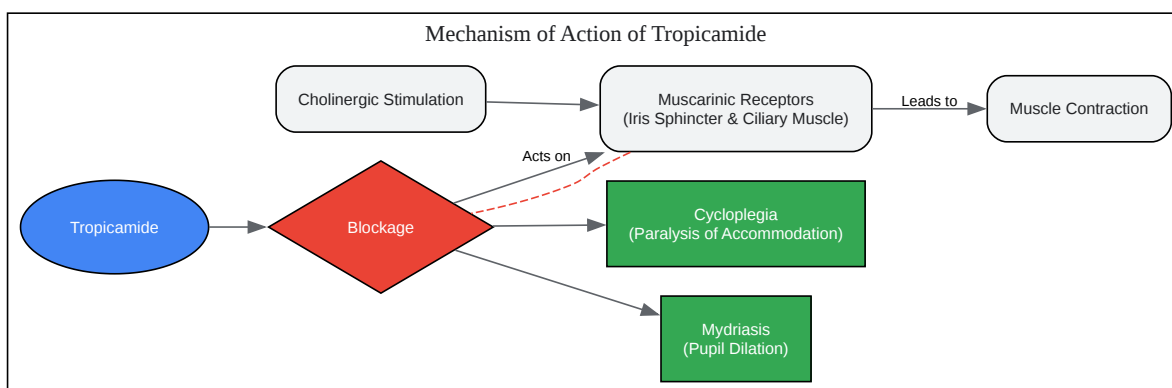 Mechanism of Action of Tropicamide
Cholinergic Stimulation
Muscarinic Receptors
(Iris Sphincter & Ciliary Muscle)
Leads to
Muscle Contraction
Acts on
Tropicamide
Blockage
Cycloplegia
(Paralysis of Accommodation)
Mydriasis
(Pupil Dilation)